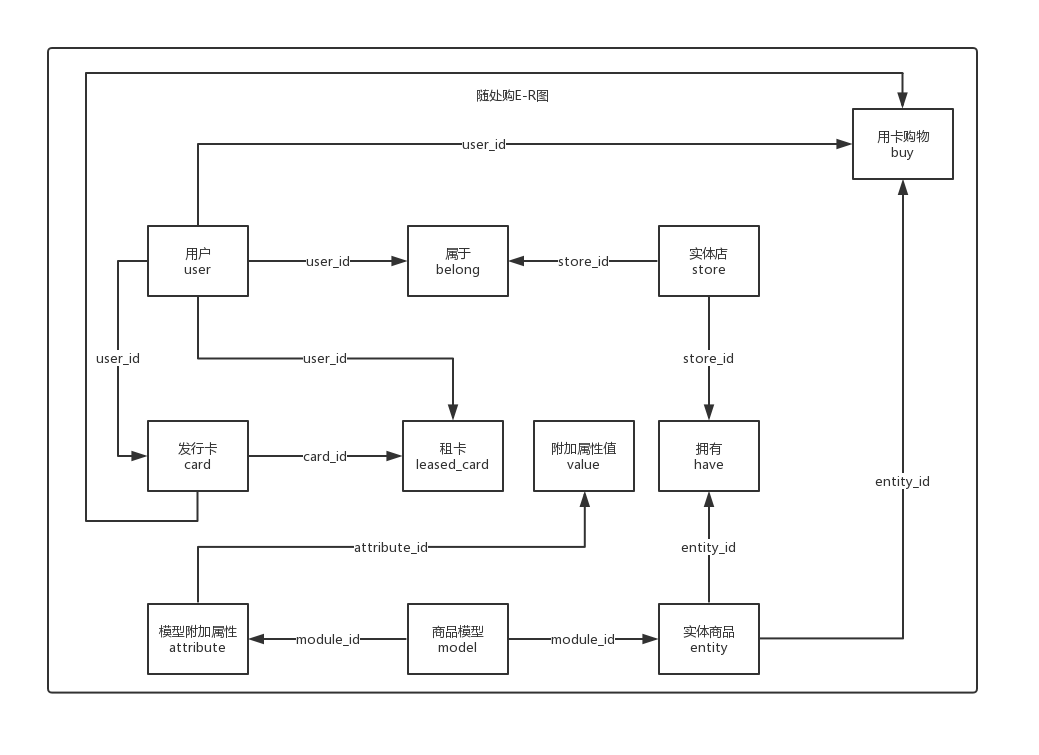 随处购E-R图
用卡购物
buy
user_id
用户
user
user_id
属于
belong
store_id
实体店
store
user_id
user_id
store_id
发行卡
card
card_id
租卡
leased_card
附加属性值
value
拥有
have
entity_id
attribute_id
entity_id
模型附加属性
attribute
module_id
商品模型
model
module_id
实体商品
entity